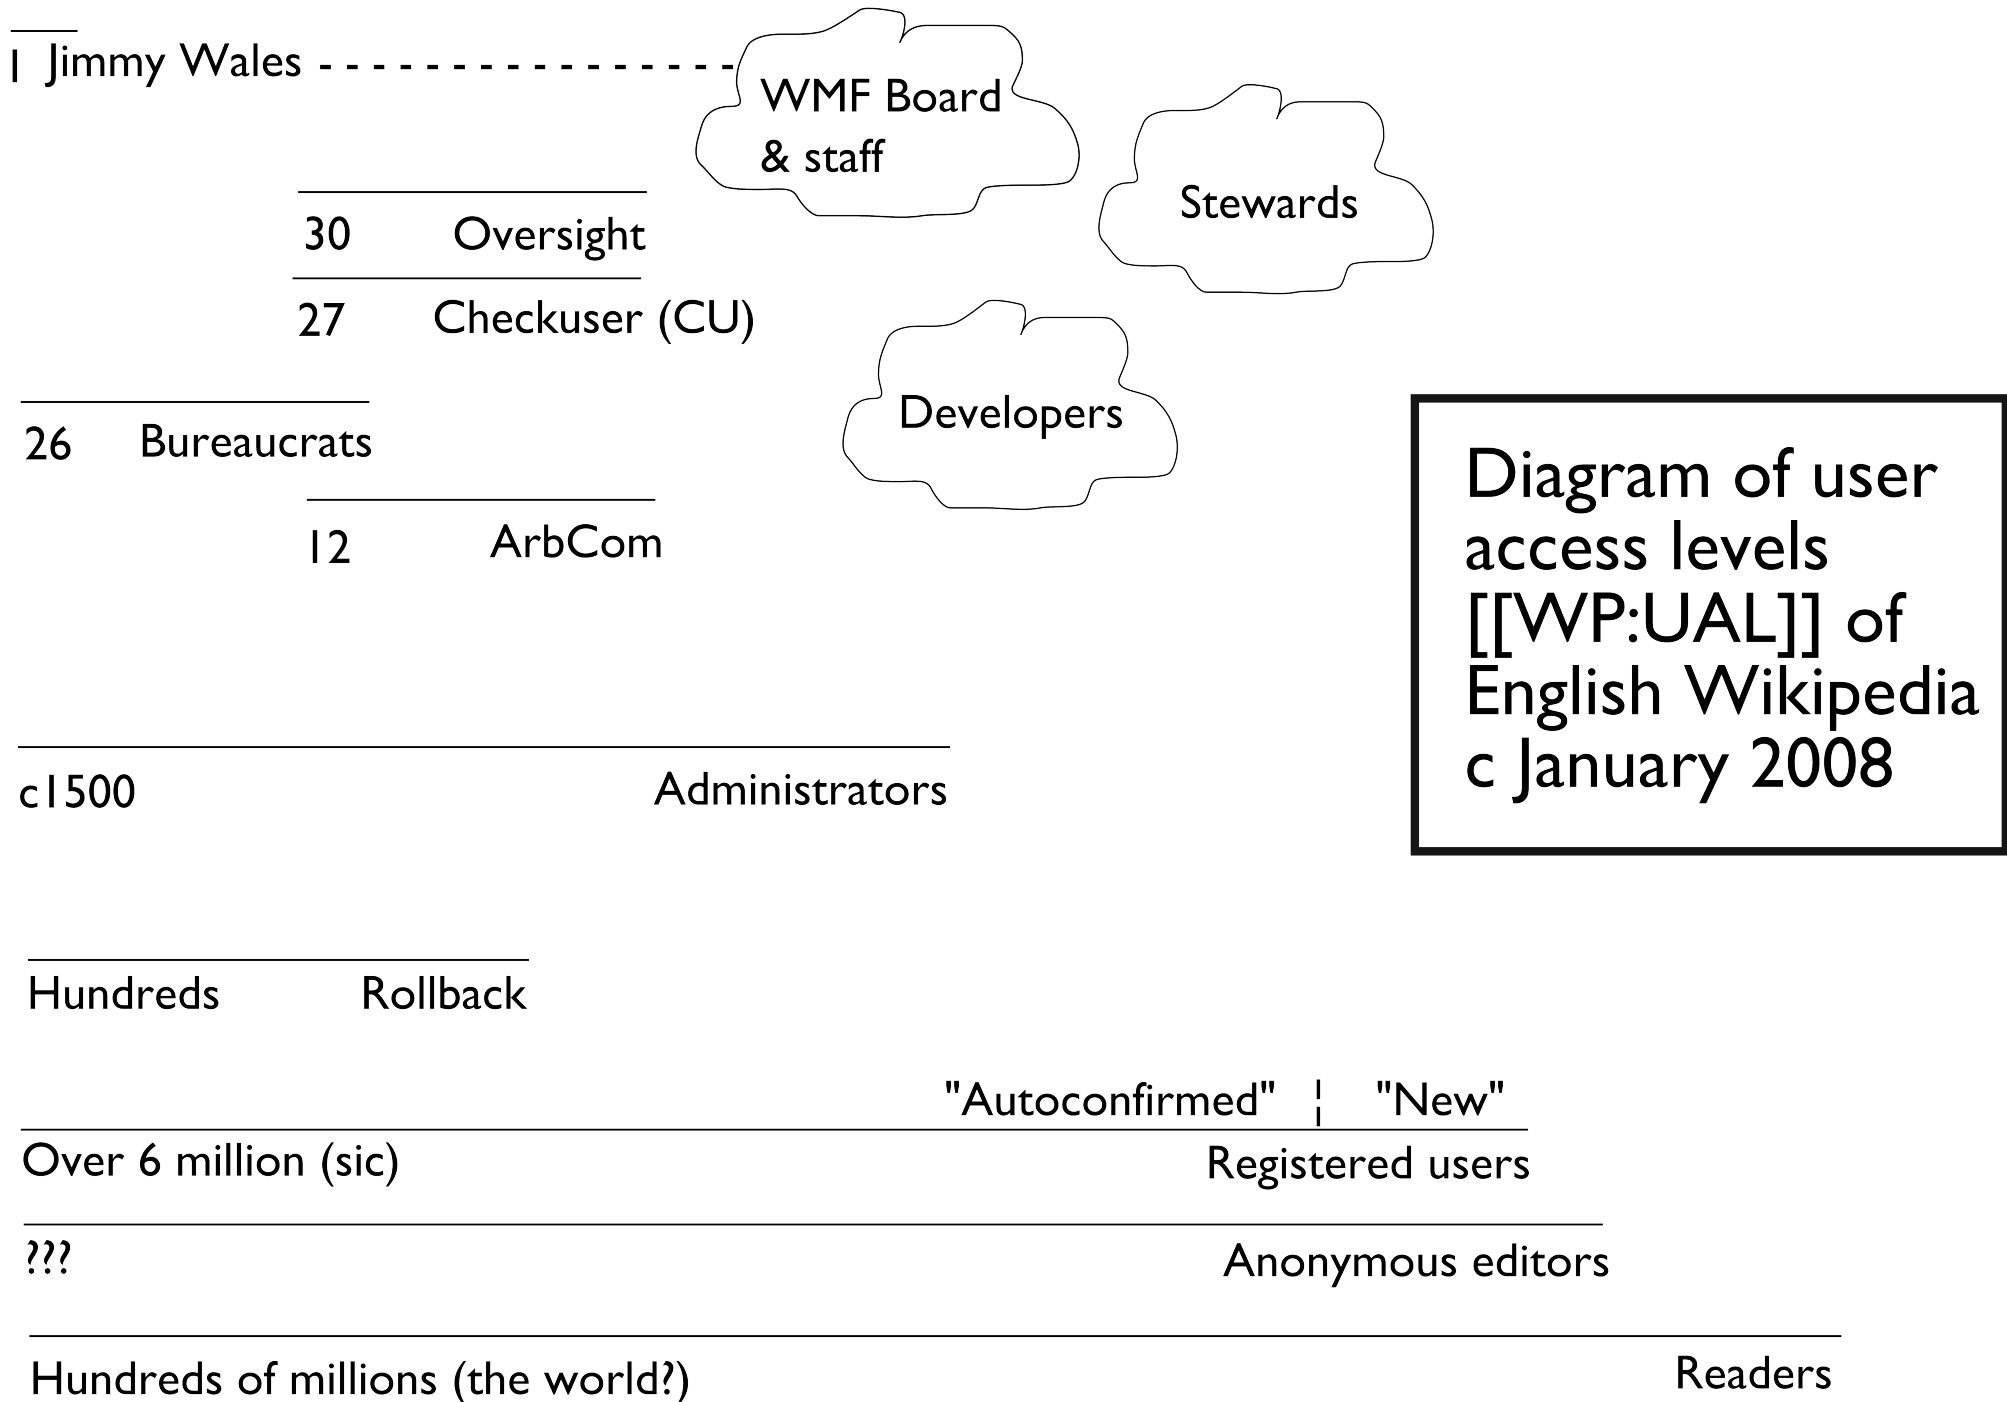 1 Jimmy Wales
WMF Board
& staff
Stewards
30 Oversight
27 Checkuser (CU)
Developers
26 Bureaucrats
12 ArbCom
Diagram of user
access levels
[[WP:UAL]] of
English Wikipedia
c January 2008
c1500 Administrators
Hundreds Rollback
"Autoconfirmed" ¦ "New"
Over 6 million (sic) Registered users
??? Anonymous editors
Hundreds of millions (the world?) Readers